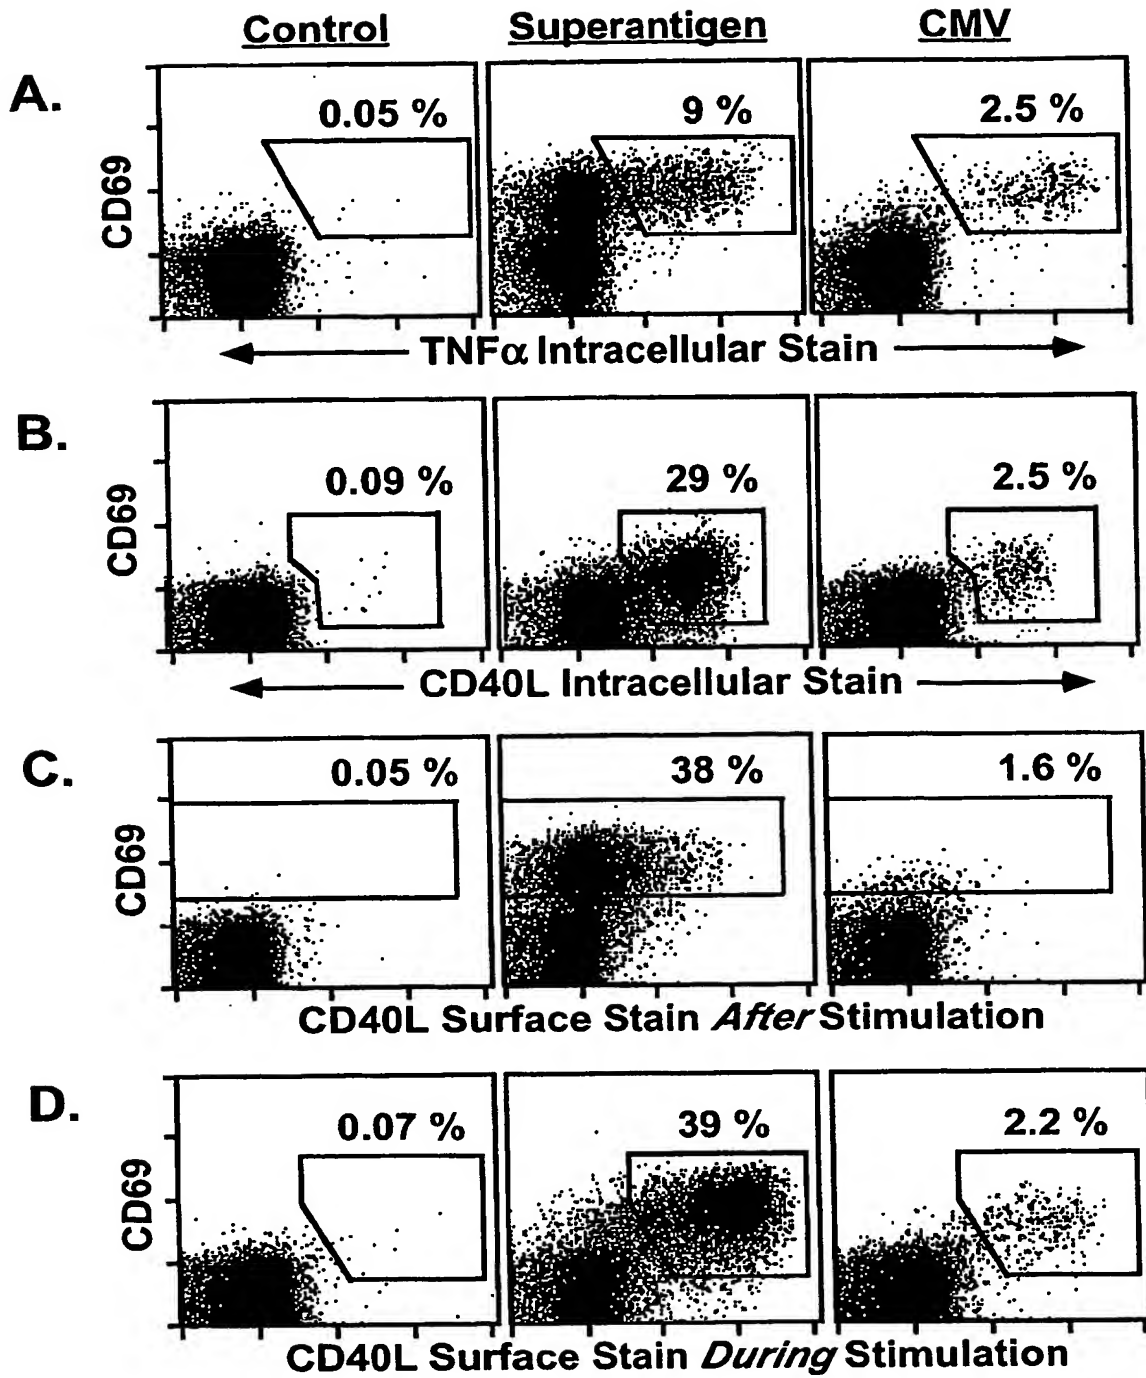 Control Superantigen CMV
A.
0.05 % 9 % 2.5 %
CD69
TNFα Intracellular Stain
B.
0.09 % 29 % 2.5 %
CD69
CD40L Intracellular Stain
C.
0.05 % 38 % 1.6 %
CD69
CD40L Surface Stain After Stimulation
D.
0.07 % 39 % 2.2 %
CD69
CD40L Surface Stain During Stimulation